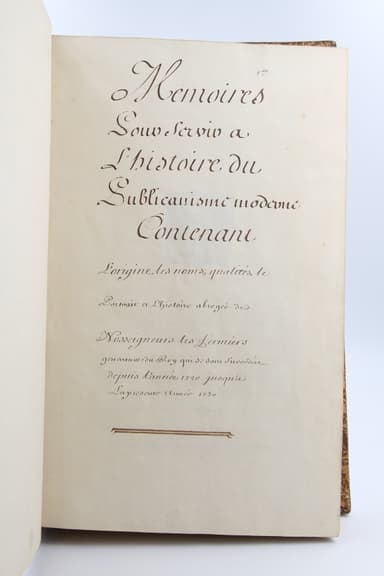 Memoires
Pour Servir a
L'histoire du
Publicanisme moderne
Contenant
L'origine, les noms, qualités, le
Portrait et l'histoire abregée de
Nosseigneurs les Fermiers
generaux du Roy qui se sont Succedés
depuis L'année 1720 jusqu'a
La presente Année 1750